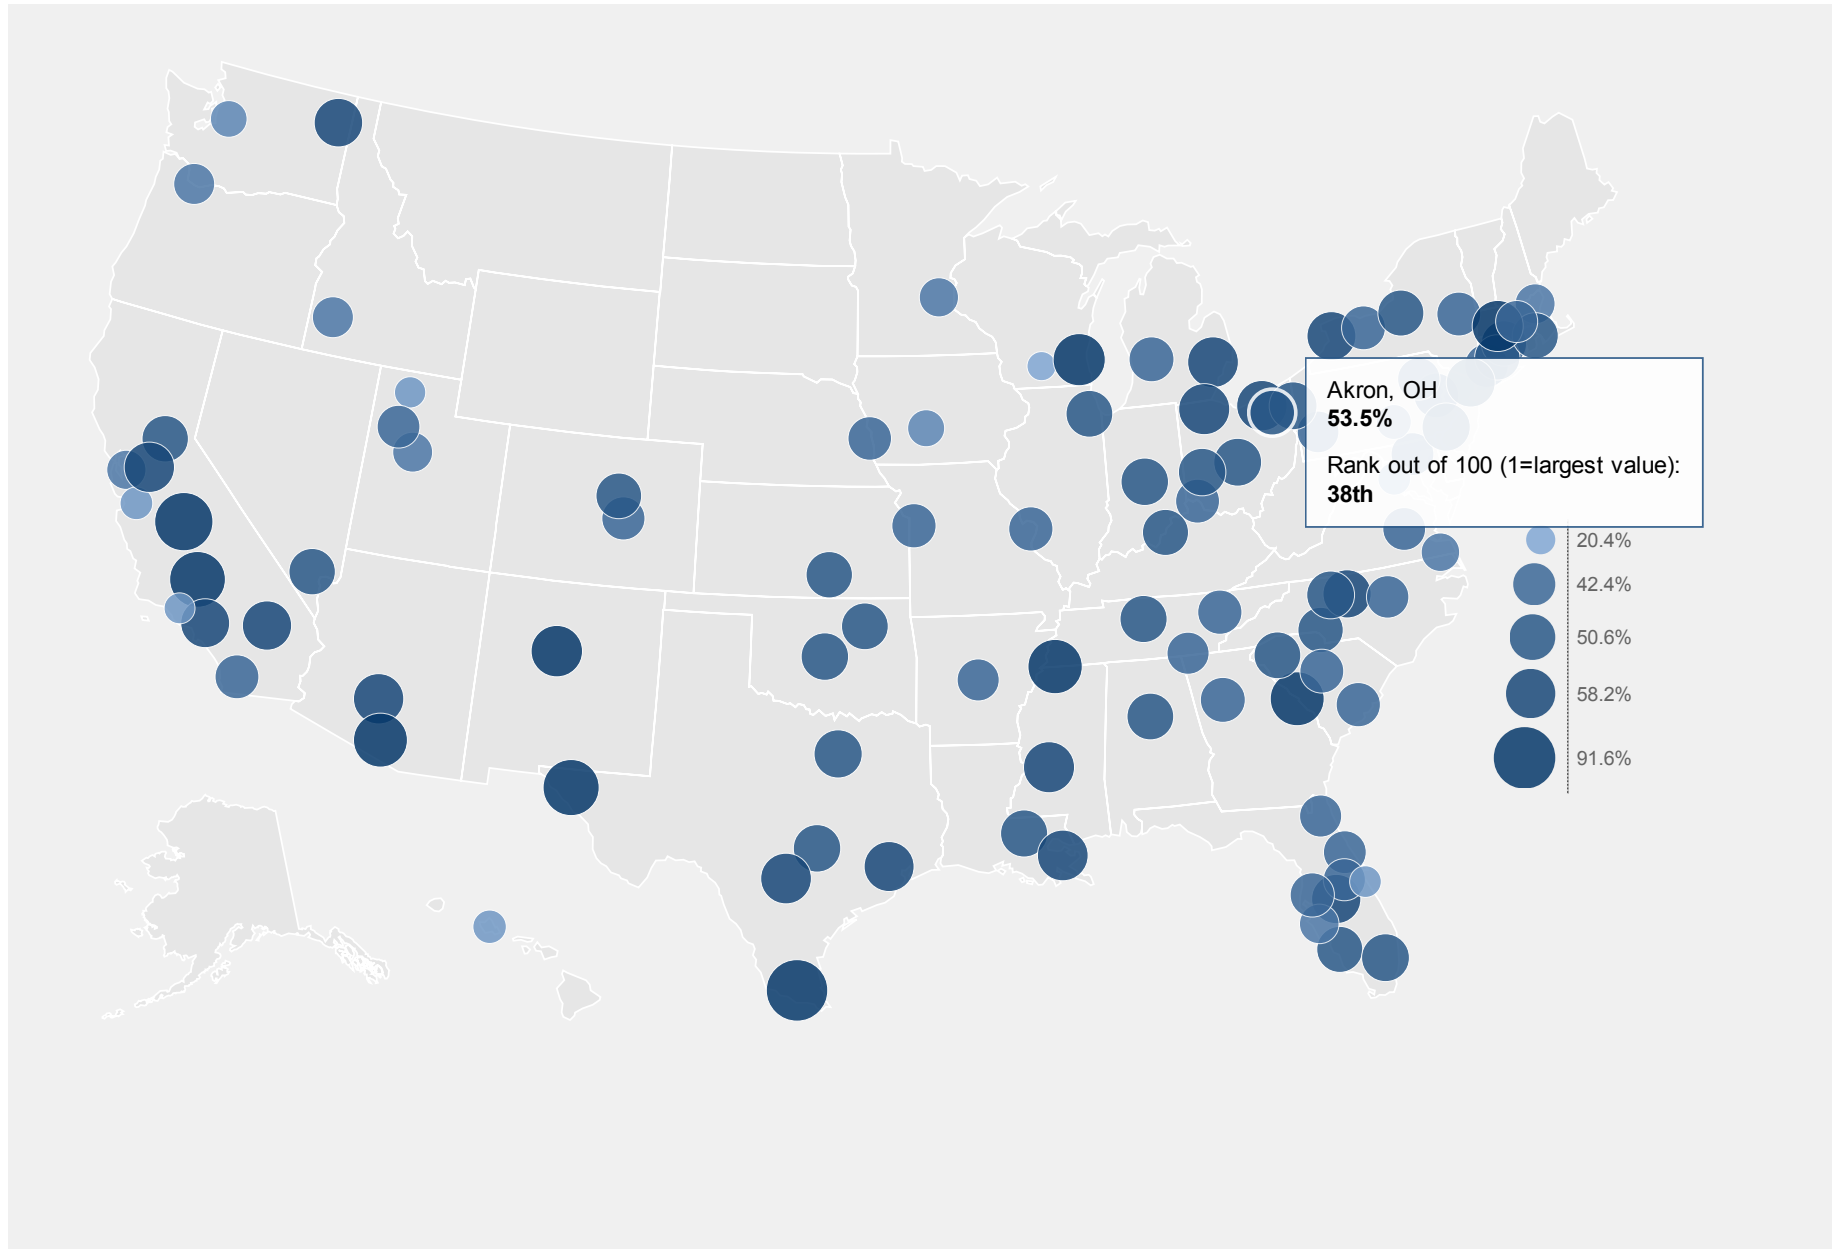 Akron, OH
53.5%
Rank out of 100 (1=largest value):
38th
20.4%
42.4%
50.6%
58.2%
91.6%